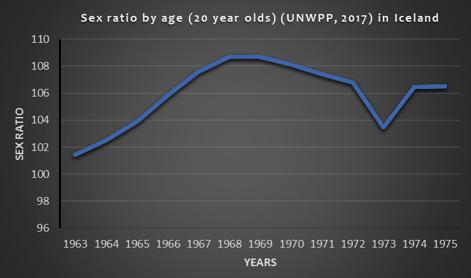 Sex ratio by age (20 year olds) (UNWPP, 2017) in Iceland
110
108
106
104
102
100
98
96
SEX RATIO
1963 1964 1965 1966 1967 1968 1969 1970 1971 1972 1973 1974 1975
YEARS